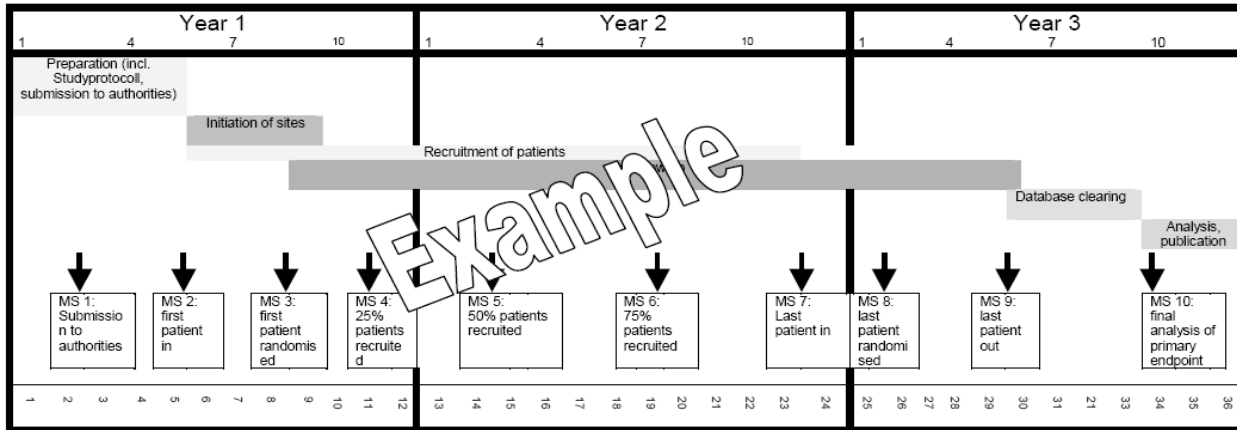 Year 1
Year 2
Year 3
1 4 7 10 1 4 7 10 1 4 7 10
Preparation (incl.
Studyprotocoll,
submission to authorities)
Initiation of sites
Recruitment of patients
Database clearing
Analysis,
publication
Example
MS 1:
Submissio
n to
authorities
MS 2:
first
patient
in
MS 3:
first
patient
randomis
ed
MS 4:
25%
patients
recruite
d
MS 5:
50% patients
recruited
MS 6:
75%
patients
recruited
MS 7:
Last
patient in
MS 8:
last
patient
randomi
sed
MS 9:
last
patient
out
MS 10:
final
analysis of
primary
endpoint
1 2 3 4 5 6 7 8 9 10 11 12 13 14 15 16 17 18 19 20 21 22 23 24 25 26 27 28 29 30 31 32 33 34 35 36